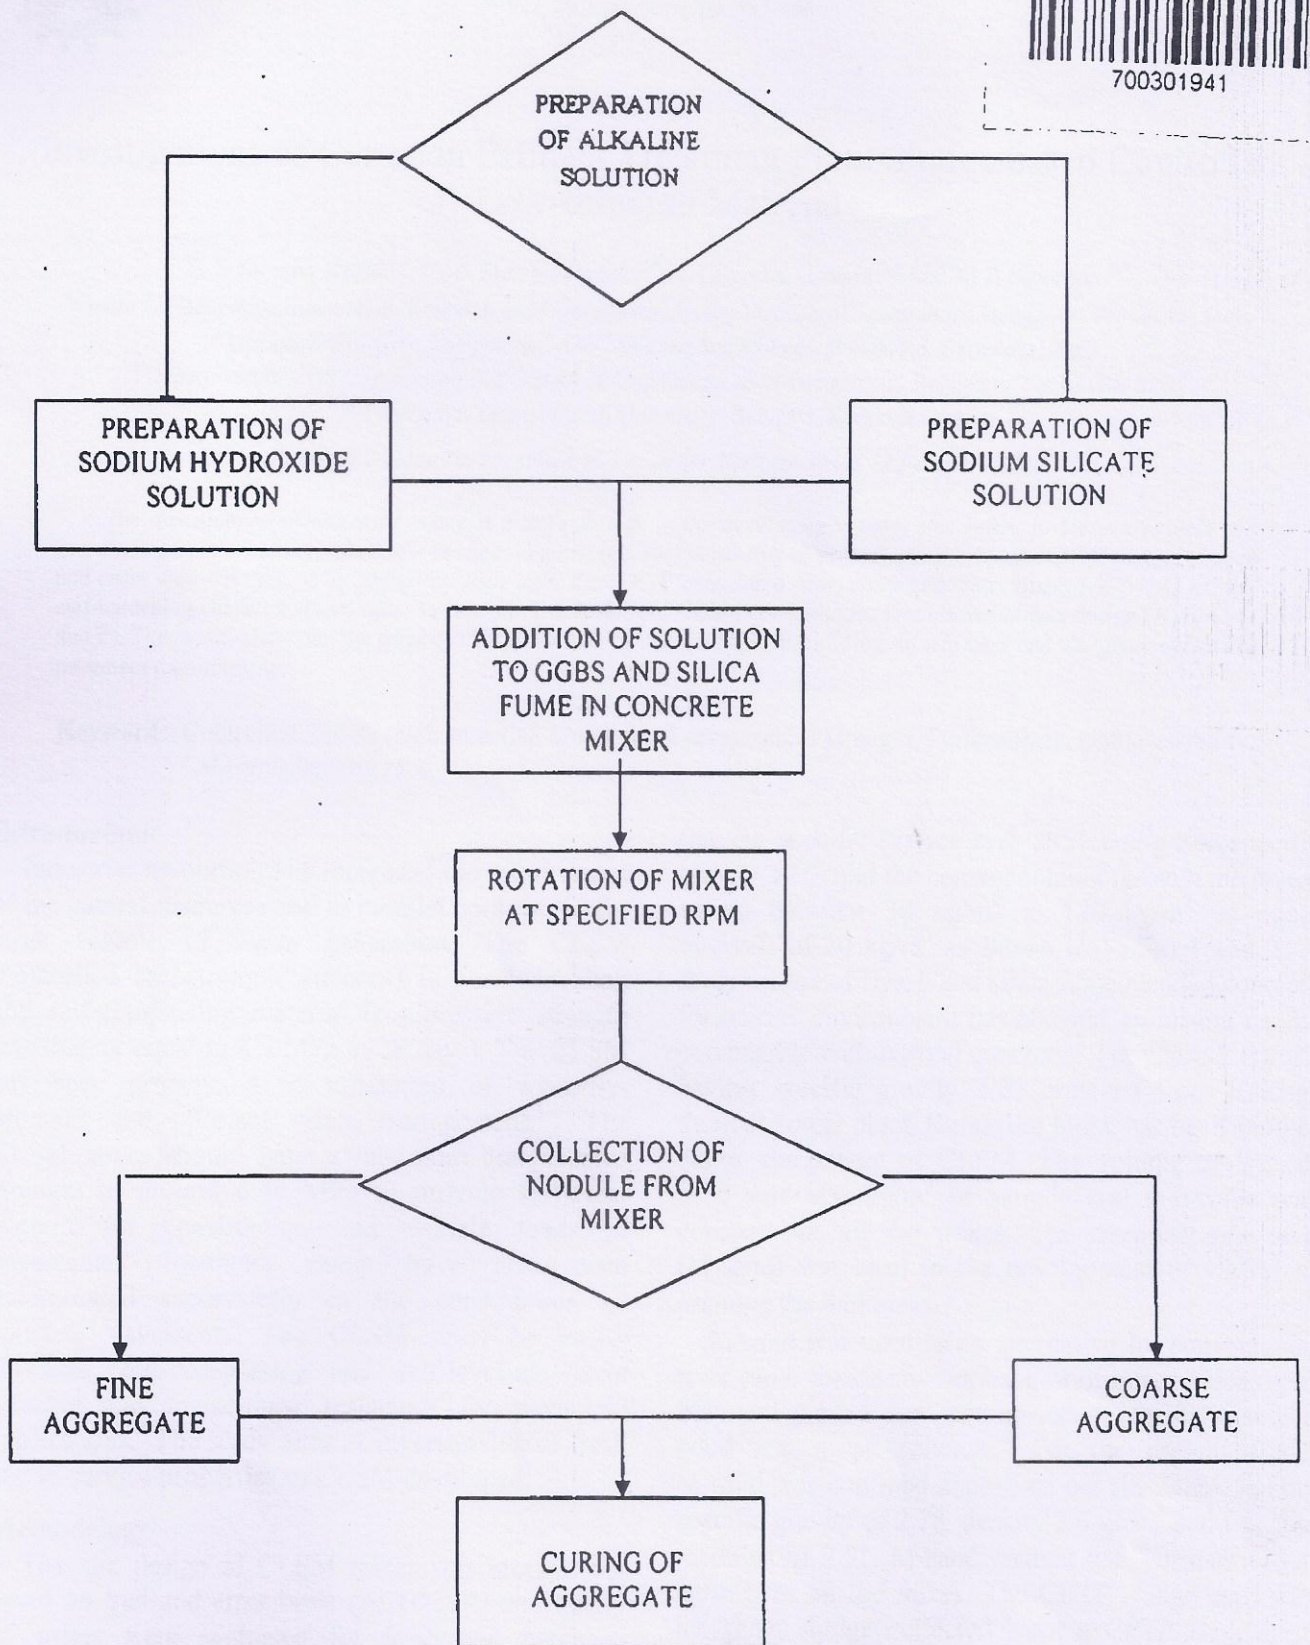 700301941
PREPARATION
OF ALKALINE
SOLUTION
PREPARATION OF
SODIUM HYDROXIDE
SOLUTION
PREPARATION OF
SODIUM SILICATE
SOLUTION
ADDITION OF SOLUTION
TO GGBS AND SILICA
FUME IN CONCRETE
MIXER
ROTATION OF MIXER
AT SPECIFIED RPM
COLLECTION OF
NODULE FROM
MIXER
FINE
AGGREGATE
COARSE
AGGREGATE
CURING OF
AGGREGATE